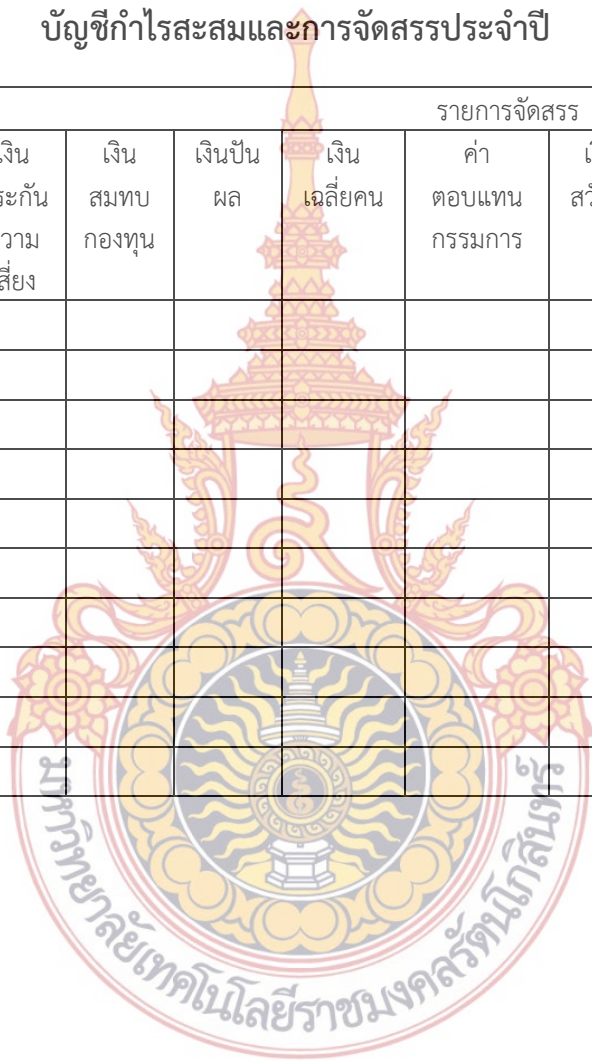 บัญชีกำไรสะสมและการจัดสรรประจำปี
รายการจัดสรร
เงิน
สมทบ
กองทุน
เงินปัน
ผล
เงิน
เฉลี่ยคืน
ค่า
ตอบแทน
กรรมการ
มหาวิทยาลัยเทคโนโลยีราชมงคลรัตนโกสินทร์